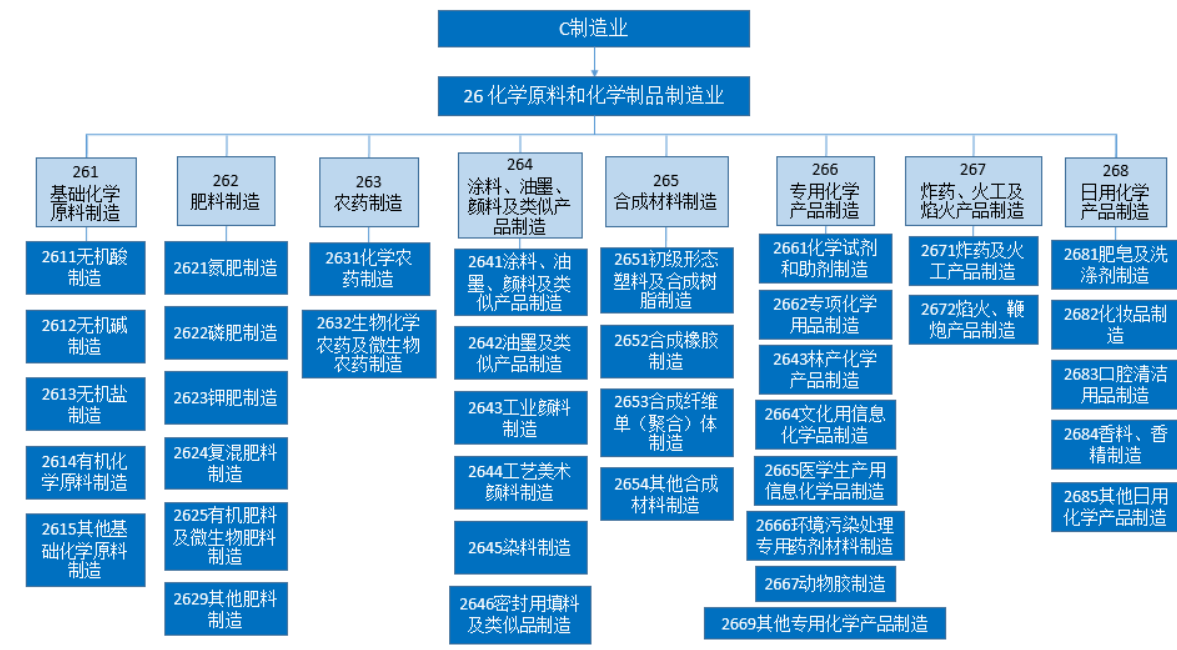 C制造业
26 化学原料和化学制品制造业
261
基础化学
原料制造
2611无机酸
制造
2612无机碱
制造
2613无机盐
制造
2614有机化
学原料制造
2615其他基
础化学原料
制造
262
肥料制造
2621氮肥制造
2622磷肥制造
2623钾肥制造
2624复混肥料
制造
2625有机肥料
及微生物肥料
制造
2629其他肥料
制造
263
农药制造
2631化学农
药制造
2632生物化学
农药及微生物
农药制造
264
涂料、油墨、
颜料及类似产
品制造
2641涂料、油
墨、颜料及类
似产品制造
2642油墨及类
似产品制造
2643工业颜料
制造
2644工艺美术
颜料制造
2645染料制造
2646密封用填料
及类似品制造
265
合成材料制造
2651初级形态
塑料及合成树
脂制造
2652合成橡胶
制造
2653合成纤维
单（聚合）体
制造
2654其他合成
材料制造
266
专用化学
产品制造
2661化学试剂
和助剂制造
2662专项化学
用品制造
2643林产化学
产品制造
2664文化用信息
化学品制造
2665医学生产用
信息化学品制造
2666环境污染处理
专用药剂材料制造
2667动物胶制造
2669其他专用化学产品制造
267
炸药、火工及
焰火产品制造
2671炸药及火
工产品制造
2672焰火、鞭
炮产品制造
268
日用化学
产品制造
2681肥皂及洗
涤剂制造
2682化妆品制
造
2683口腔清洁
用品制造
2684香料、香
精制造
2685其他日用
化学产品制造